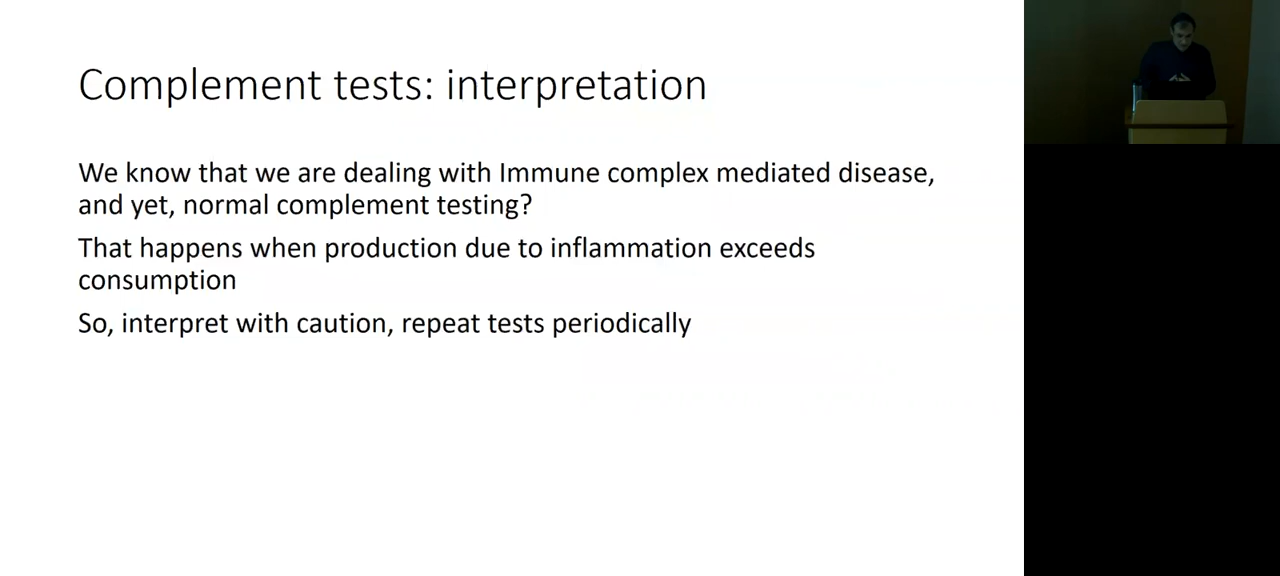 Complement tests: interpretation
We know that we are dealing with Immune complex mediated disease,
and yet, normal complement testing?
That happens when production due to inflammation exceeds
consumption
So, interpret with caution, repeat tests periodically